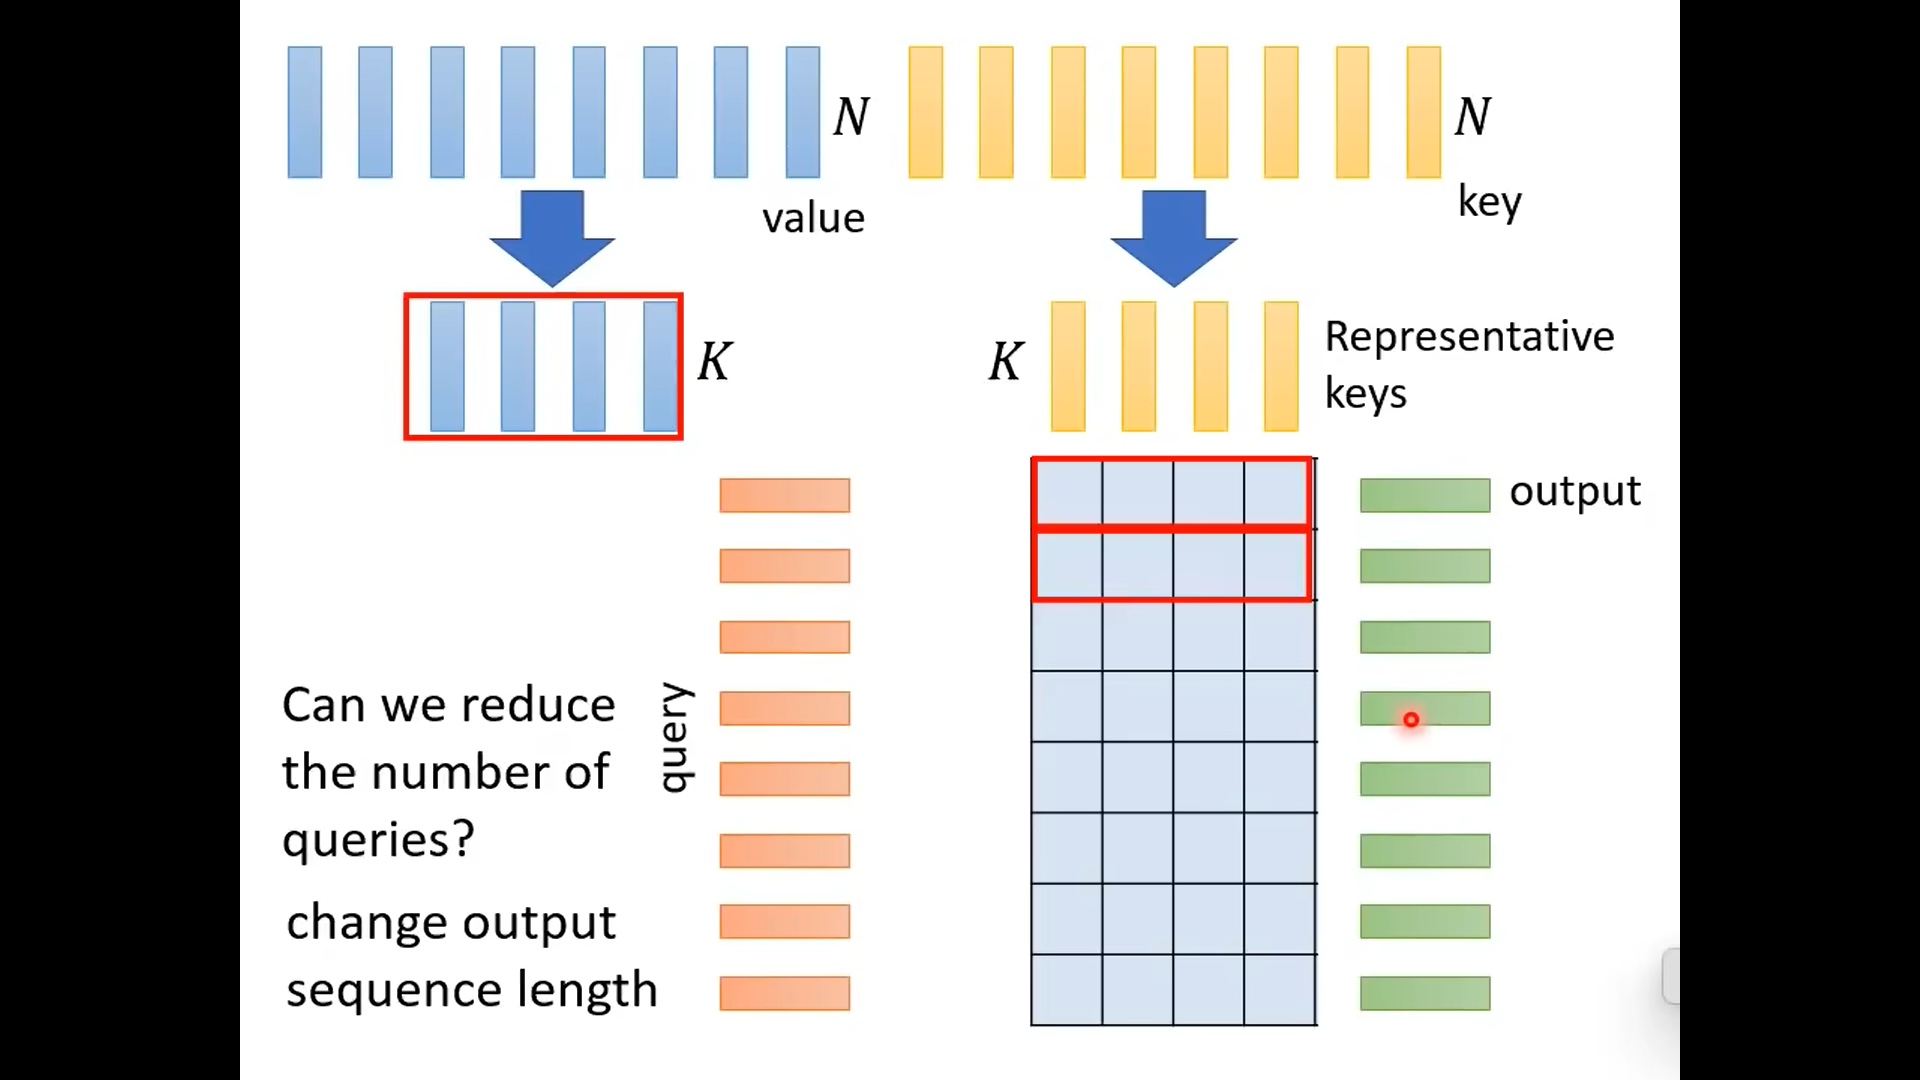 N
N
value
key
K
K
Representative
keys
output
query
Can we reduce
the number of
queries?
change output
sequence length